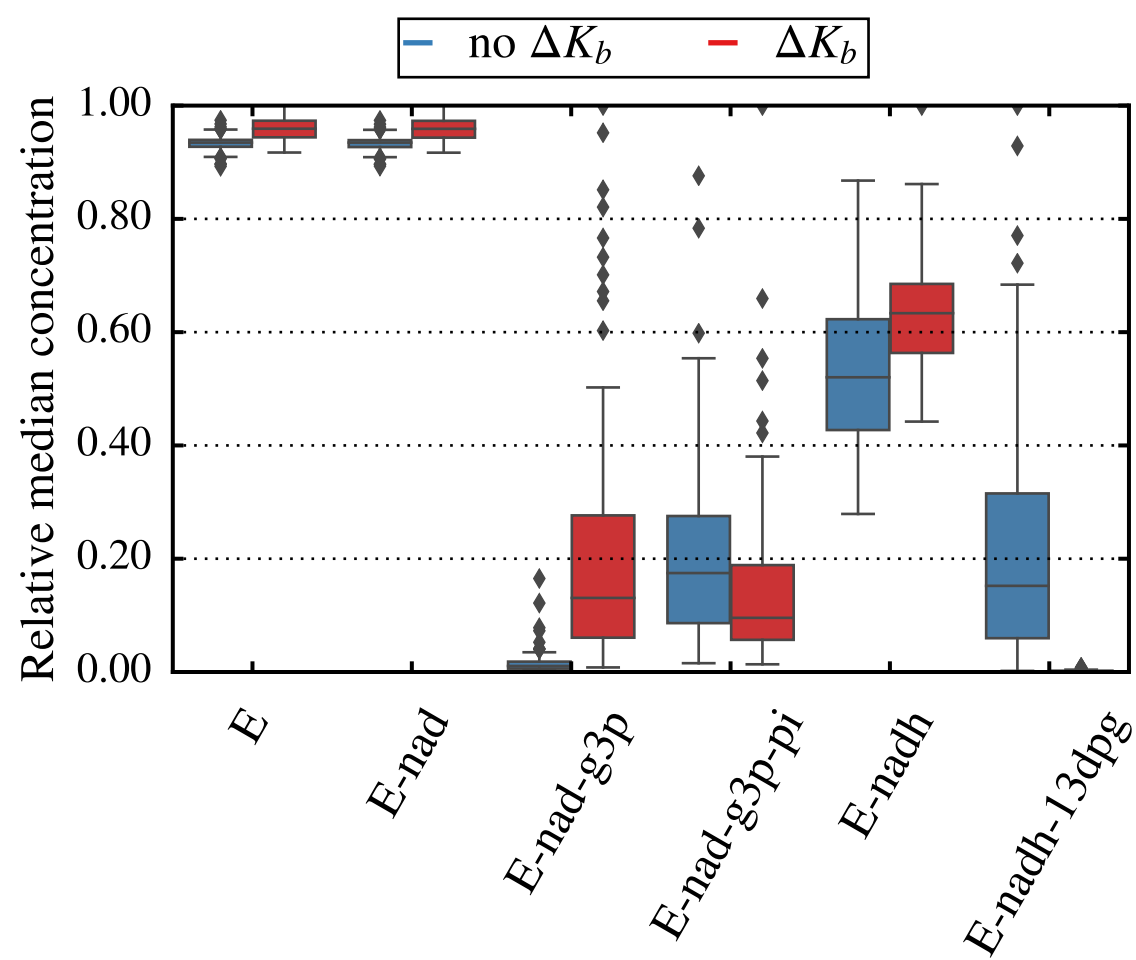 no ΔK_b ΔK_b
Relative median concentration
1.00
0.80
0.60
0.40
0.20
0.00
E
E-nad
E-nad-g3p
E-nad-g3p-pi
E-nadh
E-nadh-13dpg